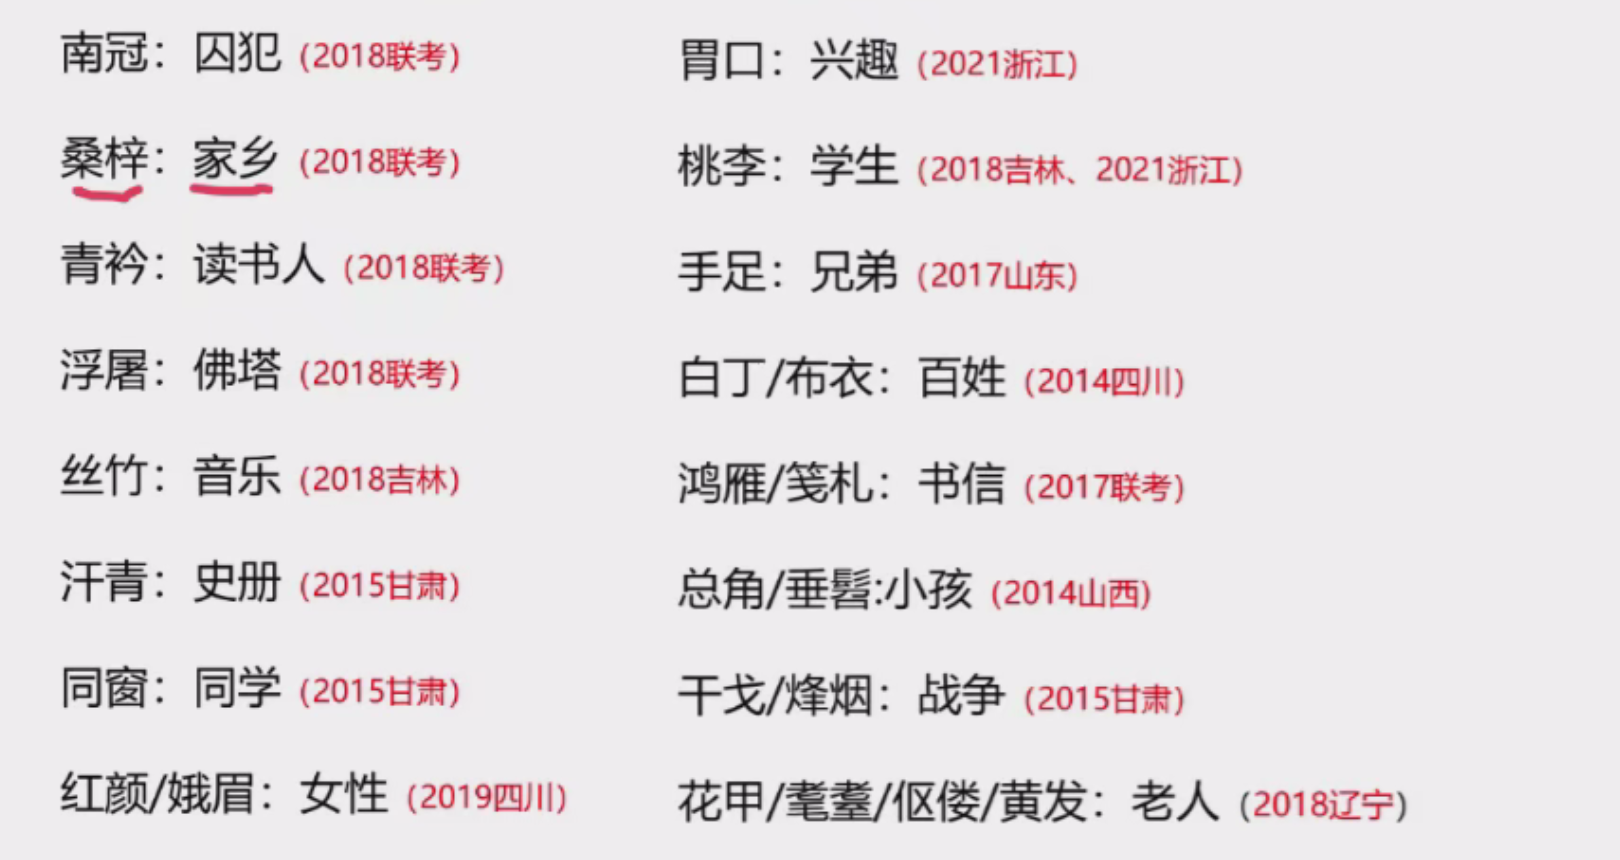 南冠：囚犯（2018联考）
桑梓：家乡（2018联考）
青衿：读书人（2018联考）
浮屠：佛塔（2018联考）
丝竹：音乐（2018吉林）
汗青：史册（2015甘肃）
同窗：同学（2015甘肃）
红颜/娥眉：女性（2019四川）
胃口：兴趣（2021浙江）
桃李：学生（2018吉林、2021浙江）
手足：兄弟（2017山东）
白丁/布衣：百姓（2014四川）
鸿雁/笺札：书信（2017联考）
总角/垂髫:小孩（2014山西）
干戈/烽烟：战争（2015甘肃）
花甲/耄耋/伛偻/黄发：老人（2018辽宁）